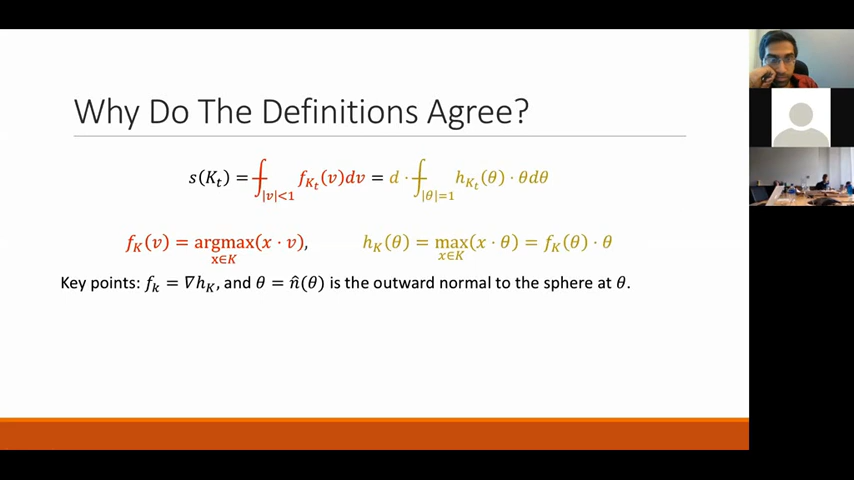 Why Do The Definitions Agree?
s(K_t) = ⨍_{|v|<1} f_{K_t}(v)dv = d · ⨍_{|θ|=1} h_{K_t}(θ) · θdθ
f_K(v) = argmax_{x∈K}(x · v), h_K(θ) = max_{x∈K}(x · θ) = f_K(θ) · θ
Key points: f_k = ∇h_K, and θ = n̂(θ) is the outward normal to the sphere at θ.